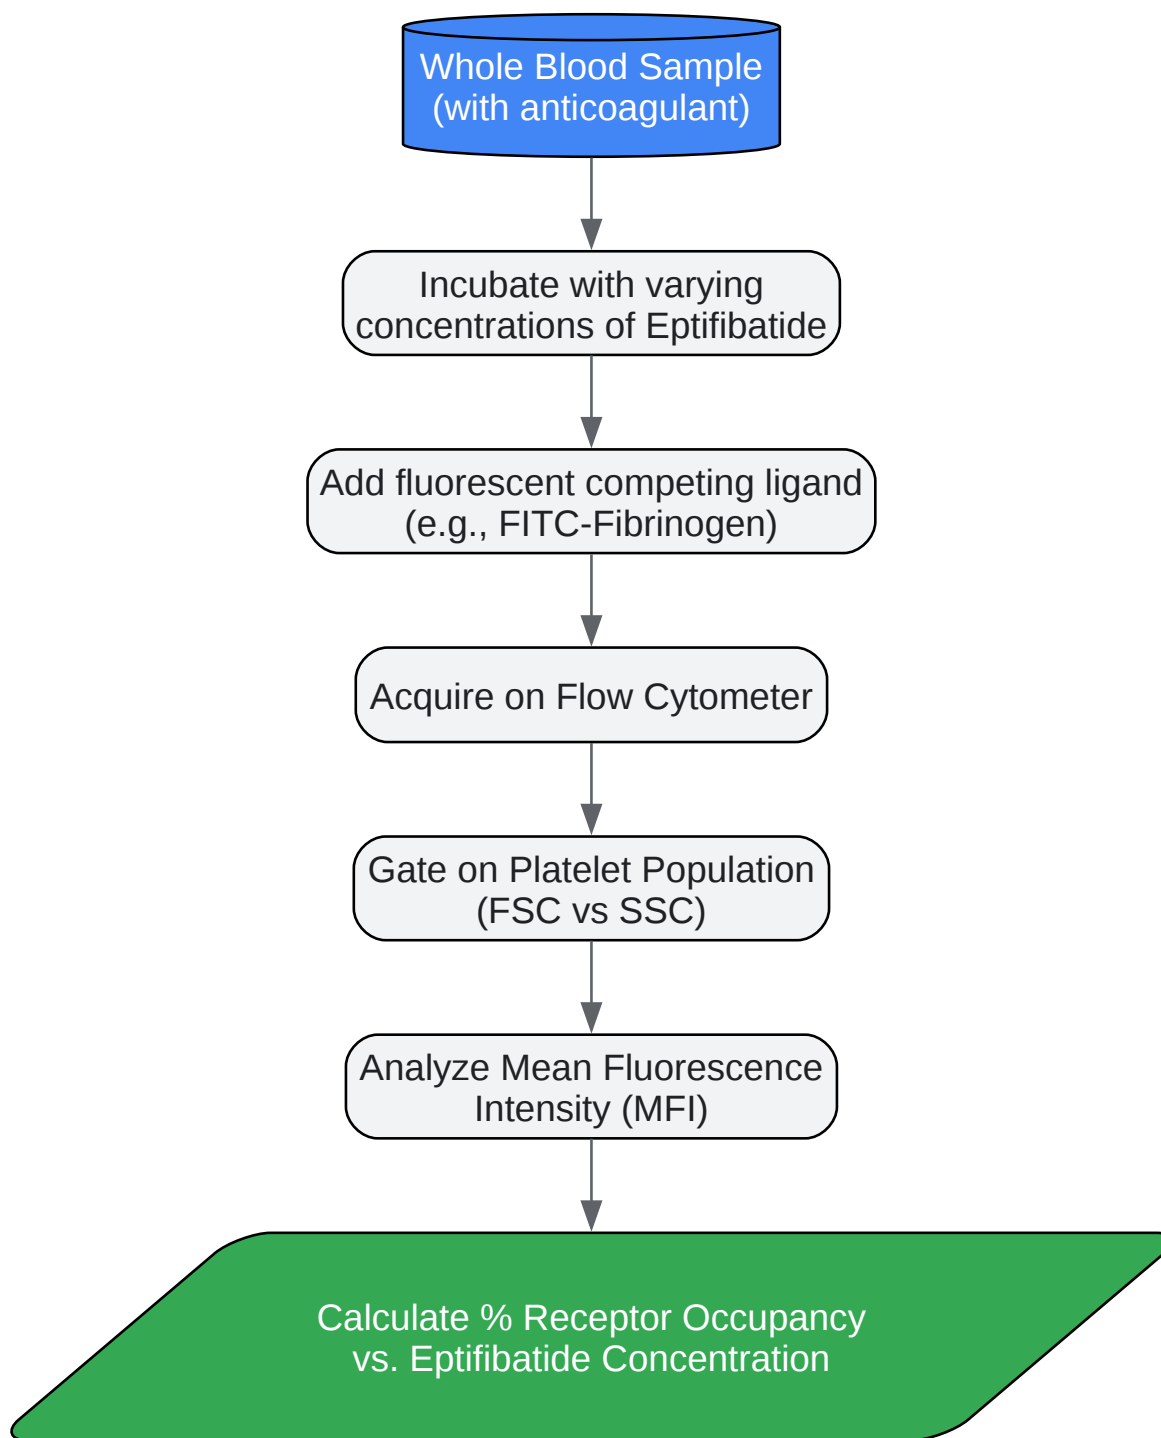 Whole Blood Sample
(with anticoagulant)
Incubate with varying
concentrations of Eptifibatide
Add fluorescent competing ligand
(e.g., FITC-Fibrinogen)
Acquire on Flow Cytometer
Gate on Platelet Population
(FSC vs SSC)
Analyze Mean Fluorescence
Intensity (MFI)
Calculate % Receptor Occupancy
vs. Eptifibatide Concentration